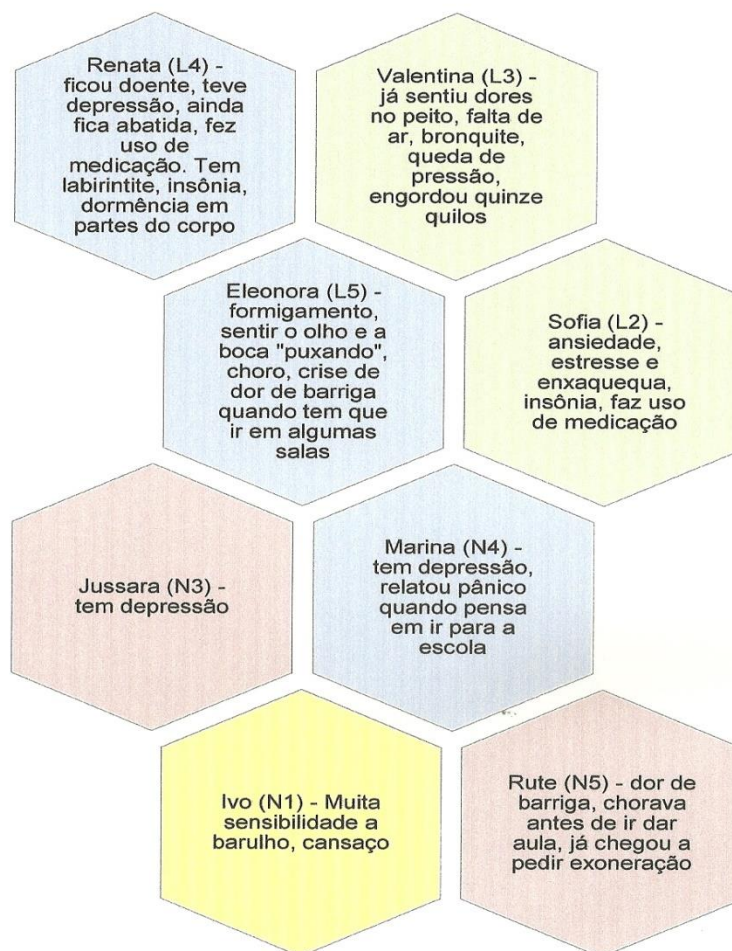 Renata (L4) -
ficou doente, teve
depressão, ainda
fica abatida, fez
uso de
medicação. Tem
labirintite, insônia,
dormência em
partes do corpo
Valentina (L3) -
já sentiu dores
no peito, falta de
ar, bronquite,
queda de
pressão,
engordou quinze
quilos
Eleonora (L5) -
formigamento,
sentir o olho e a
boca "puxando",
choro, crise de
dor de barriga
quando tem que
ir em algumas
salas
Sofia (L2) -
ansiedade,
estresse e
enxaquequa,
insônia, faz uso
de medicação
Jussara (N3) -
tem depressão
Marina (N4) -
tem depressão,
relatou pânico
quando pensa
em ir para a
escola
Ivo (N1) - Muita
sensibilidade a
barulho, cansaço
Rute (N5) - dor de
barriga, chorava
antes de ir dar
aula, já chegou a
pedir exoneração